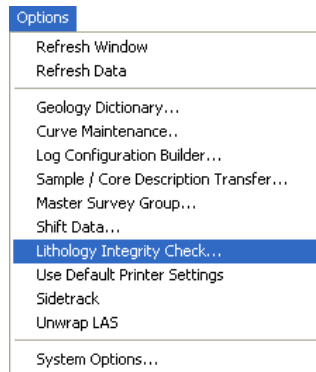 Options
Refresh Window
Refresh Data
Geology Dictionary...
Curve Maintenance..
Log Configuration Builder...
Sample / Core Description Transfer...
Master Survey Group...
Shift Data...
Lithology Integrity Check...
Use Default Printer Settings
Sidetrack
Unwrap LAS
System Options...